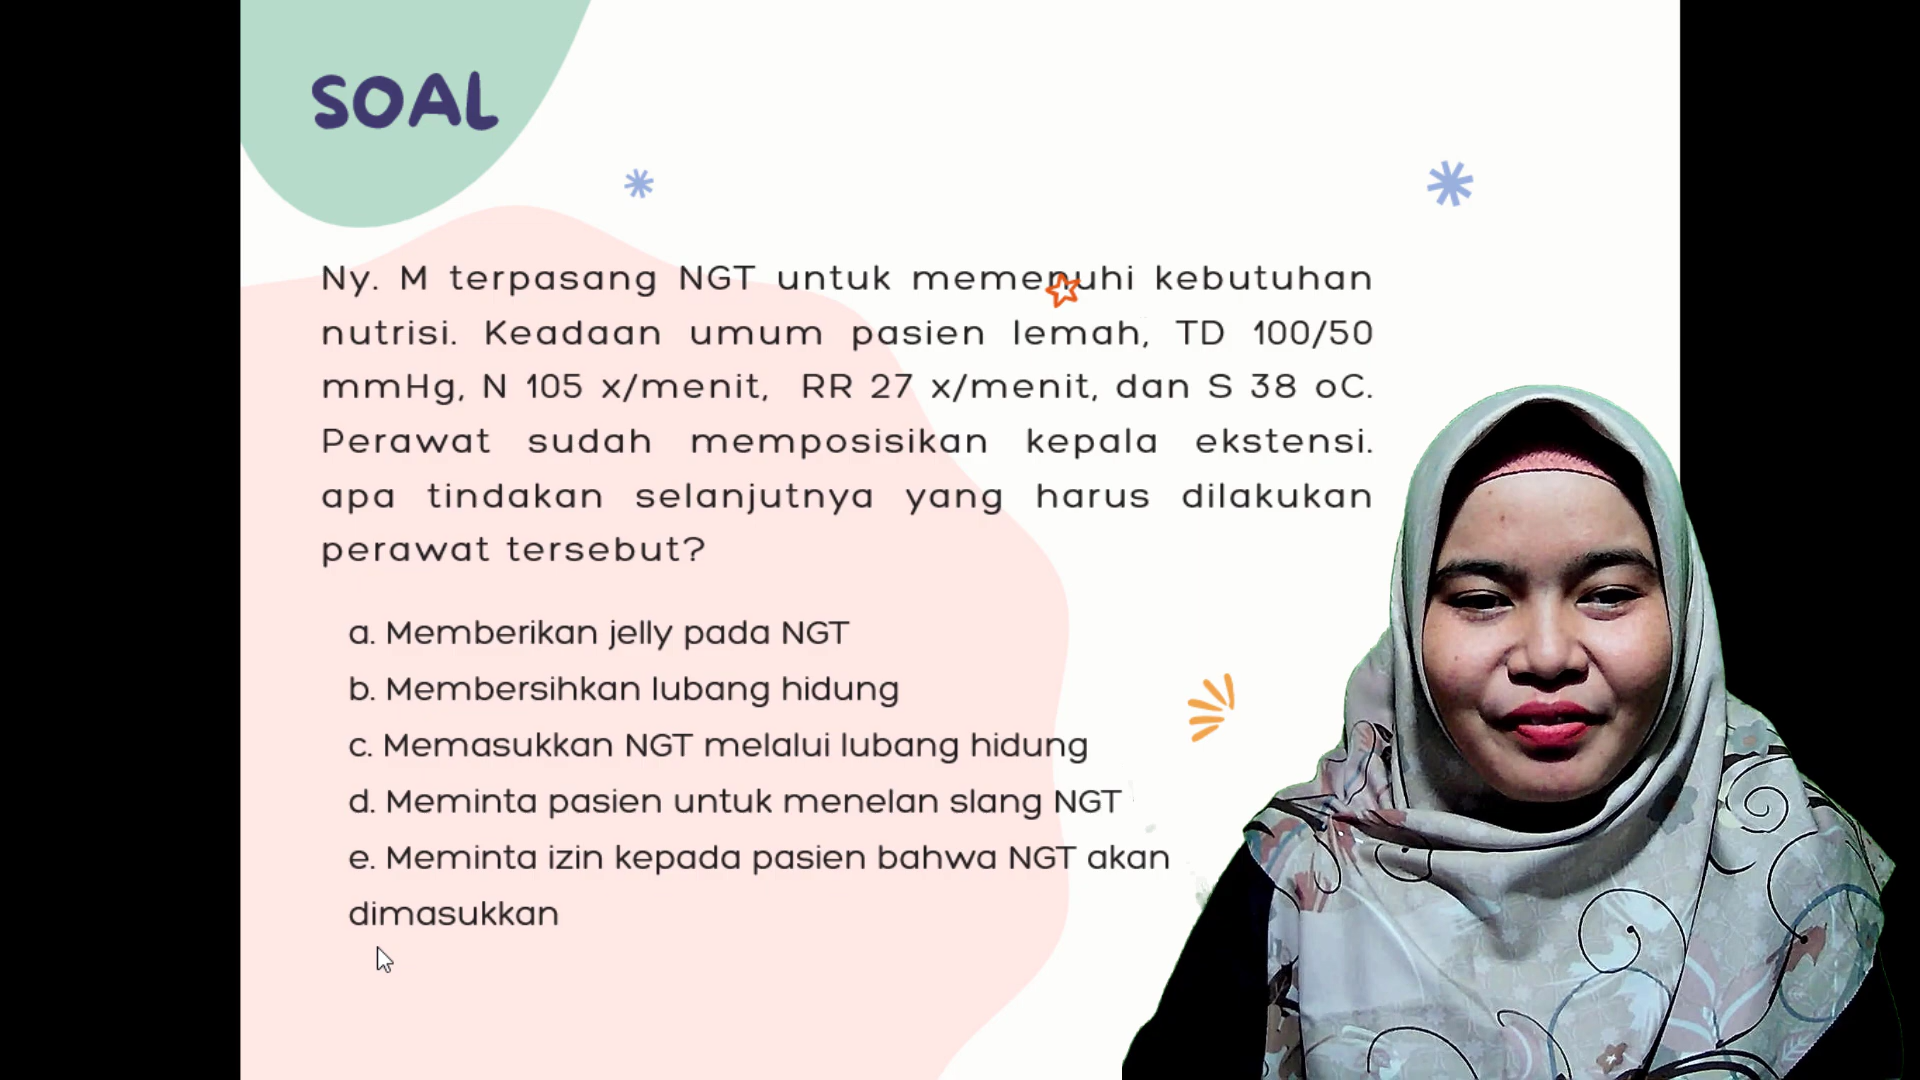 SOAL
Ny. M terpasang NGT untuk memenuhi kebutuhan
nutrisi. Keadaan umum pasien lemah, TD 100/50
mmHg, N 105 x/menit, RR 27 x/menit, dan S 38 oC.
Perawat sudah memposisikan kepala ekstensi.
apa tindakan selanjutnya yang harus dilakukan
perawat tersebut?
a. Memberikan jelly pada NGT
b. Membersihkan lubang hidung
c. Memasukkan NGT melalui lubang hidung
d. Meminta pasien untuk menelan slang NGT
e. Meminta izin kepada pasien bahwa NGT akan
dimasukkan